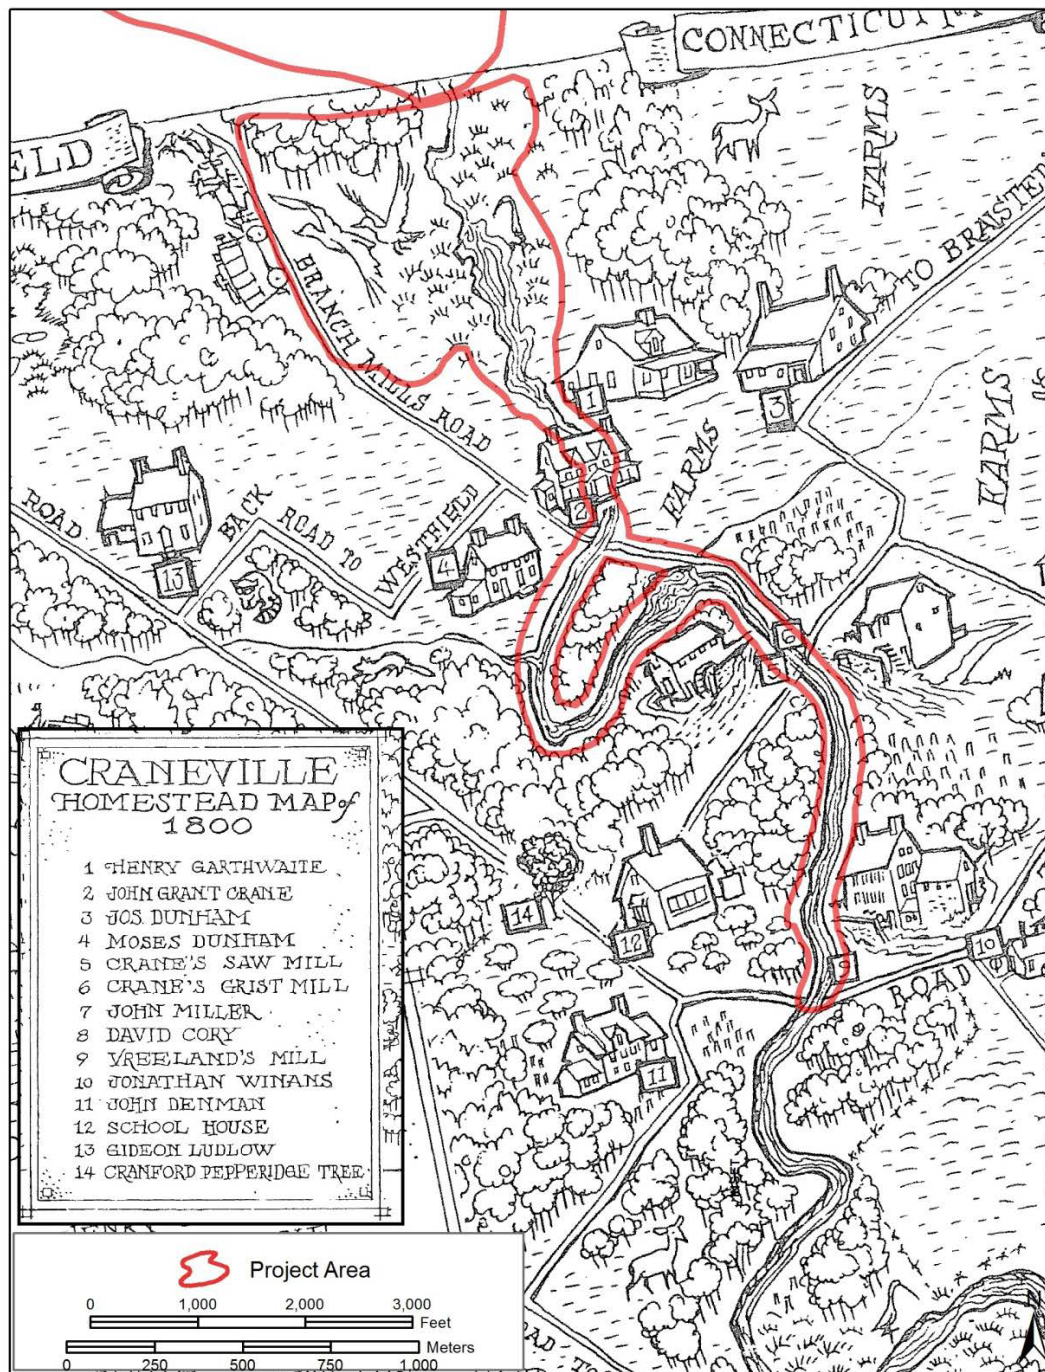 CONNECTICUT
ELD
FARMS
TO BRANSTED
BRANCH MILLS ROAD
1
3
FARMS
FARMS
ROAD
BACK ROAD TO WESTFIELD
2
4
13
6
14
12
9
10
ROAD
11
CRANEVILLE
HOMESTEAD MAP of
1800
1 HENRY GARTHWAITE
2 JOHN GRANT CRANE
3 JOS. DUNHAM
4 MOSES DUNHAM
5 CRANE'S SAW MILL
6 CRANE'S GRIST MILL
7 JOHN MILLER
8 DAVID CORY
9 VREELAND'S MILL
10 JONATHAN WINANS
11 JOHN DENMAN
12 SCHOOL HOUSE
13 GIDEON LUDLOW
14 CRANFORD PEPPERIDGE TREE
Project Area
0 1,000 2,000 3,000
Feet
Meters
0 250 500 750 1,000
ROAD TO
N